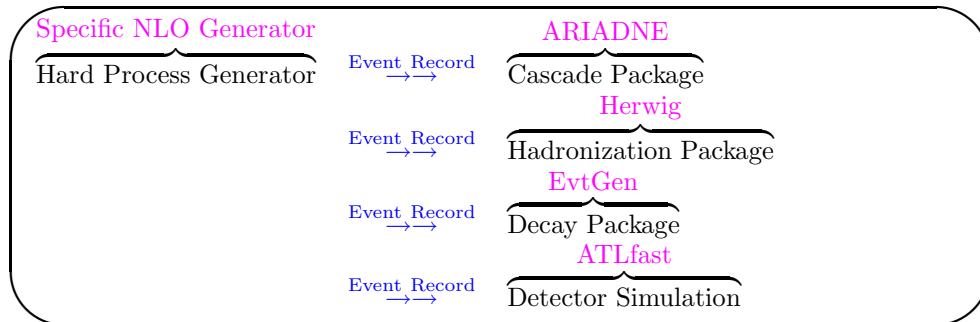 Specific NLO Generator ARIADNE
Hard Process Generator Event Record →→ Cascade Package
Herwig
Event Record →→ Hadronization Package
EvtGen
Event Record →→ Decay Package
ATLfast
Event Record →→ Detector Simulation